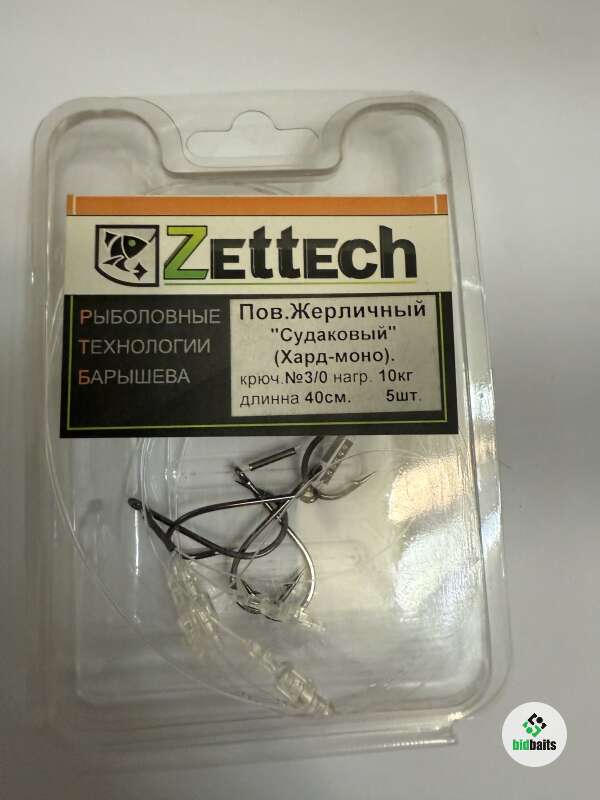 Zettech
РЫБОЛОВНЫЕ
ТЕХНОЛОГИИ
БАРЫШЕВА
Пов.Жерличный
"Судаковый"
(Хард-моно).
крюч.№3/0 нагр. 10кг
длинна 40см. 5шт.
bidbaits